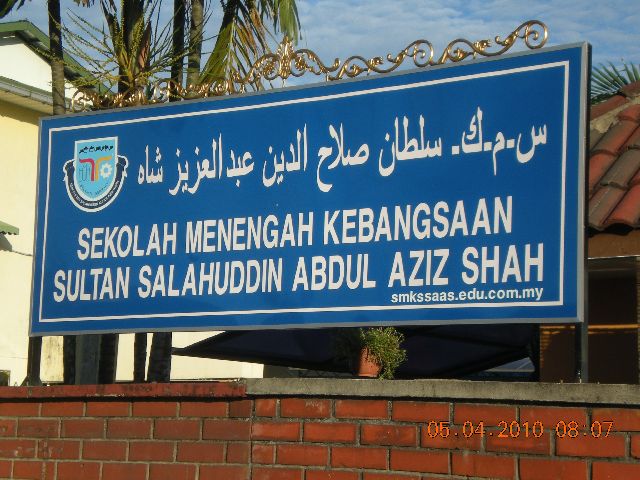 س.م.ك. سلطان صلاح الدين عبدالعزيز شاه
SEKOLAH MENENGAH KEBANGSAAN
SULTAN SALAHUDDIN ABDUL AZIZ SHAH
smkssaas.edu.com.my
05.04.2010 08:07